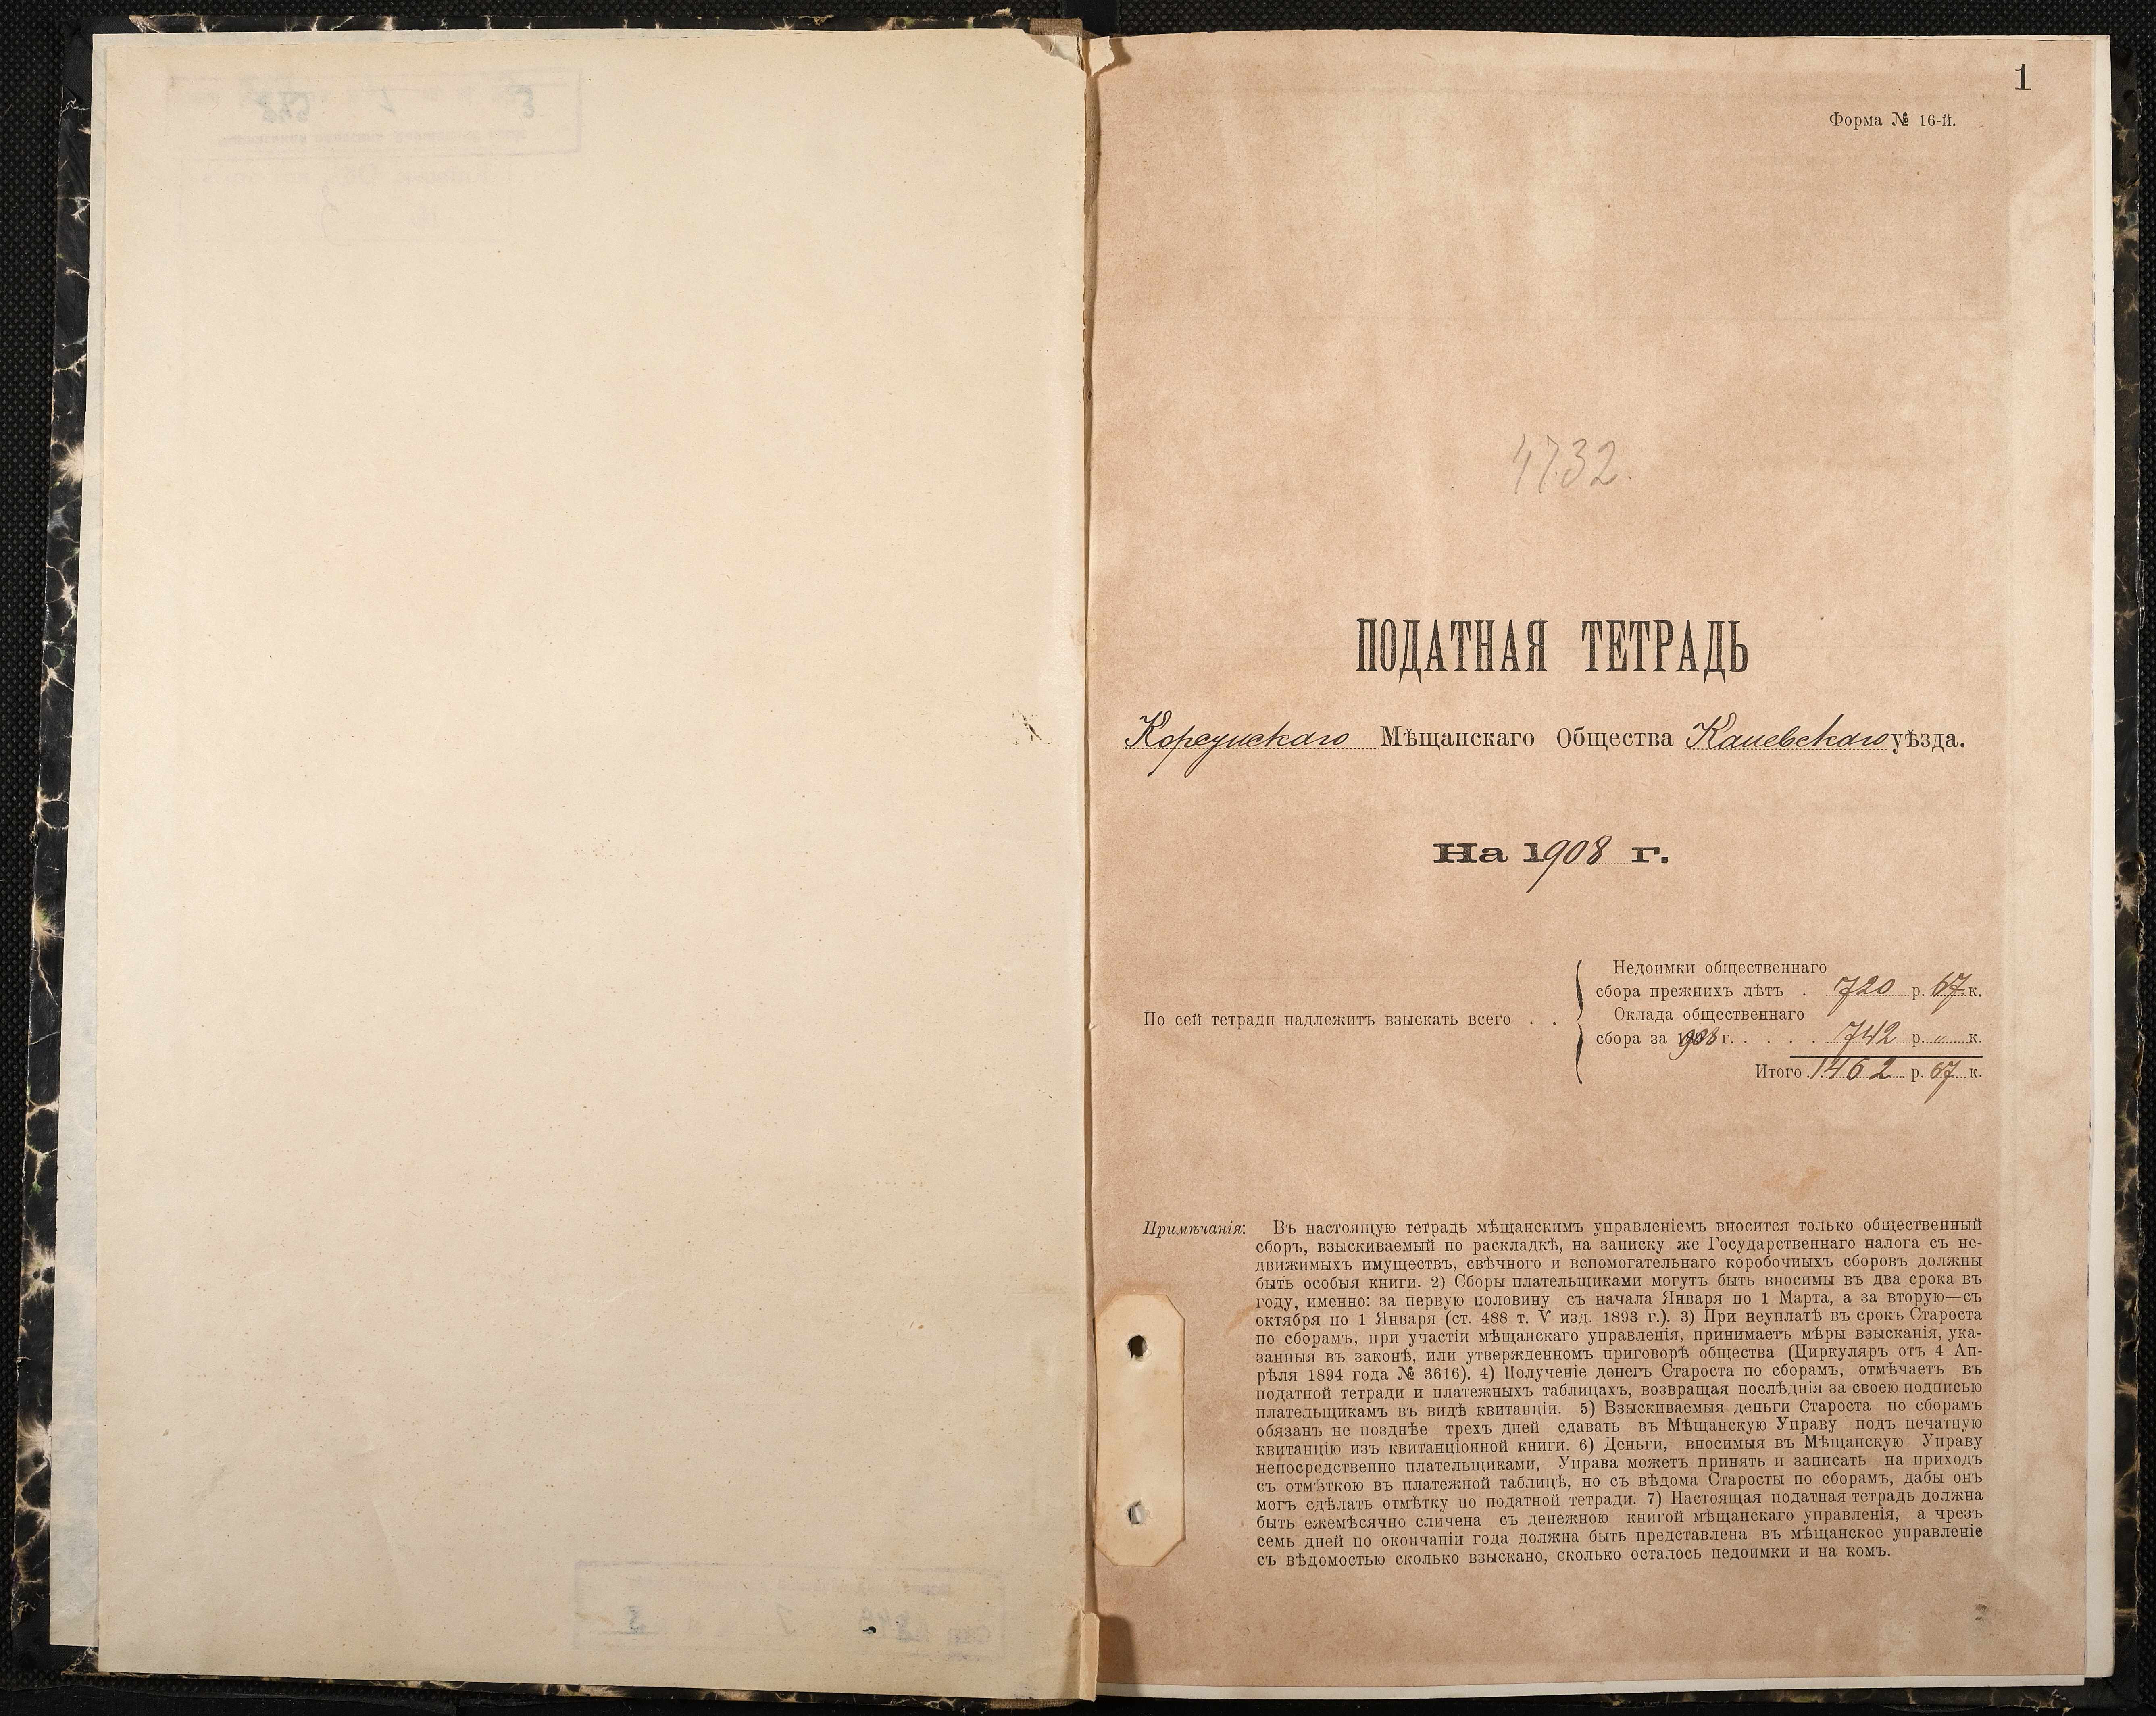 1
Форма № 16-й.
4732.
ПОДАТНАЯ ТЕТРАДЬ
Корсунскаго Мѣщанскаго Общества Каневскаго уѣзда.
На 1908 г.
Недоимки общественнаго
сбора прежнихъ лѣтъ . 720 р. 67 к.
По сей тетради надлежитъ взыскать всего . .
Оклада общественнаго
сбора за 1908 г. . . . . 742 р. „ к.
Итого 1462 р. 67 к.
Примѣчанія: Въ настоящую тетрадь мѣщанскимъ управленіемъ вносится только общественный
сборъ, взыскиваемый по раскладкѣ, на записку же Государственнаго налога съ не-
движимыхъ имуществъ, свѣчного и вспомогательнаго коробочныхъ сборовъ должны
быть особыя книги. 2) Сборы плательщиками могутъ быть вносимы въ два срока въ
году, именно: за первую половину съ начала Января по 1 Марта, а за вторую—съ
октября по 1 Января (ст. 488 т. V изд. 1893 г.). 3) При неуплатѣ въ срокъ Староста
по сборамъ, при участіи мѣщанскаго управленія, принимаетъ мѣры взысканія, ука-
занныя въ законѣ, или утвержденномъ приговорѣ общества (Циркуляръ отъ 4 Ап-
рѣля 1894 года № 3616). 4) Полученіе денегъ Староста по сборамъ, отмѣчаетъ въ
податной тетради и платежныхъ таблицахъ, возвращая послѣднія за своею подписью
плательщикамъ въ видѣ квитанціи. 5) Взыскиваемыя деньги Староста по сборамъ
обязанъ не позднѣе трехъ дней сдавать въ Мѣщанскую Управу подъ печатную
квитанцію изъ квитанціонной книги. 6) Деньги, вносимыя въ Мѣщанскую Управу
непосредственно плательщиками, Управа можетъ принять и записать на приходъ
съ отмѣткою въ платежной таблицѣ, но съ вѣдома Старосты по сборамъ, дабы онъ
могъ сдѣлать отмѣтку по податной тетради. 7) Настоящая податная тетрадь должна
быть ежемѣсячно сличена съ денежною книгой мѣщанскаго управленія, а чрезъ
семь дней по окончаніи года должна быть представлена въ мѣщанское управленіе
съ вѣдомостью сколько взыскано, сколько осталось недоимки и на комъ.